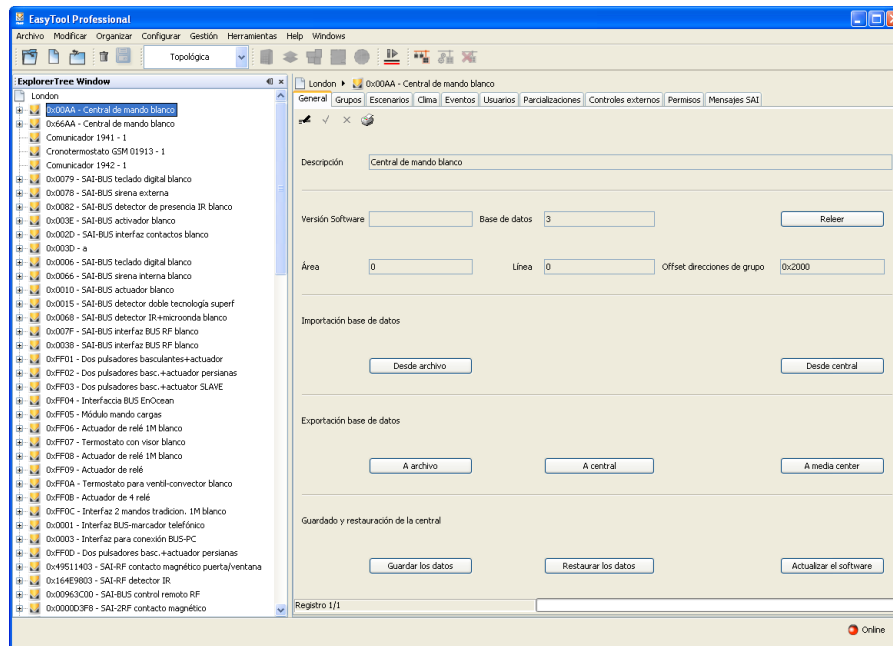 EasyTool Professional
Archivo Modificar Organizar Configurar Gestión Herramientas Help Windows
Topológica
ExplorerTree Window
London
0x00AA - Central de mando blanco
0x66AA - Central de mando blanco
Comunicador 1941 - 1
Cronotermostato GSM 01913 - 1
Comunicador 1942 - 1
0x0079 - SAI-BUS teclado digital blanco
0x0078 - SAI-BUS sirena externa
0x0082 - SAI-BUS detector de presencia IR blanco
0x003E - SAI-BUS activador blanco
0x002D - SAI-BUS interfaz contactos blanco
0x003D - a
0x0006 - SAI-BUS teclado digital blanco
0x0066 - SAI-BUS sirena interna blanco
0x0010 - SAI-BUS actuador blanco
0x0015 - SAI-BUS detector doble tecnología superf
0x0068 - SAI-BUS detector IR+microonda blanco
0x007F - SAI-BUS interfaz BUS RF blanco
0x0038 - SAI-BUS interfaz BUS RF blanco
0xFF01 - Dos pulsadores basculantes+actuador
0xFF02 - Dos pulsadores basc.+actuador persianas
0xFF03 - Dos pulsadores basc.+actuator SLAVE
0xFF04 - Interfaccia BUS EnOcean
0xFF05 - Módulo mando cargas
0xFF06 - Actuador de relé 1M blanco
0xFF07 - Termostato con visor blanco
0xFF08 - Actuador de relé 1M blanco
0xFF09 - Actuador de relé
0xFF0A - Termostato para ventil-convector blanco
0xFF0B - Actuador de 4 relé
0xFF0C - Interfaz 2 mandos tradicion. 1M blanco
0x0001 - Interfaz BUS-marcador telefónico
0x0003 - Interfaz para conexión BUS-PC
0xFF0D - Dos pulsadores basc.+actuador persianas
0x49511403 - SAI-RF contacto magnético puerta/ventana
0x164E9803 - SAI-RF detector IR
0x00963C00 - SAI-BUS control remoto RF
0x0000D3F8 - SAI-2RF contacto magnético
London 0x00AA - Central de mando blanco
General Grupos Escenarios Clima Eventos Usuarios Parcializaciones Controles externos Permisos Mensajes SAI
Descripción Central de mando blanco
Versión Software Base de datos 3 Releer
Área 0 Línea 0 Offset direcciones de grupo 0x2000
Importación base de datos
Desde archivo Desde central
Exportación base de datos
A archivo A central A media center
Guardado y restauración de la central
Guardar los datos Restaurar los datos Actualizar el software
Registro 1/1
Online